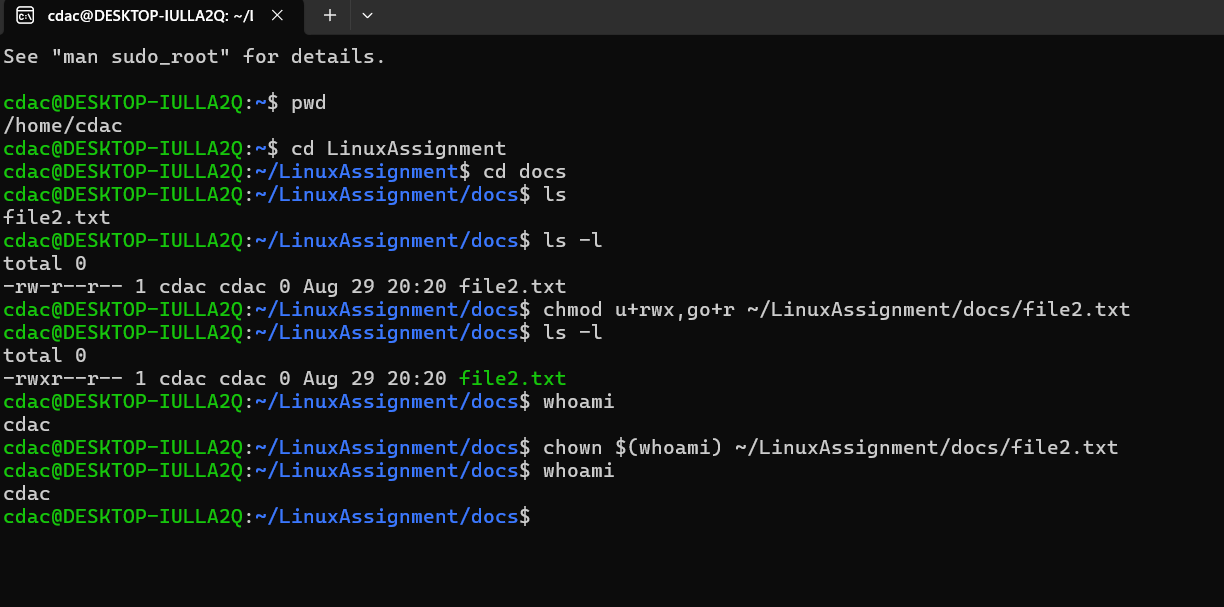 cdac@DESKTOP-IULLA2Q: ~/l
See "man sudo_root" for details.
cdac@DESKTOP-IULLA2Q:~$ pwd
/home/cdac
cdac@DESKTOP-IULLA2Q:~$ cd LinuxAssignment
cdac@DESKTOP-IULLA2Q:~/LinuxAssignment$ cd docs
cdac@DESKTOP-IULLA2Q:~/LinuxAssignment/docs$ ls
file2.txt
cdac@DESKTOP-IULLA2Q:~/LinuxAssignment/docs$ ls -l
total 0
-rw-r--r-- 1 cdac cdac 0 Aug 29 20:20 file2.txt
cdac@DESKTOP-IULLA2Q:~/LinuxAssignment/docs$ chmod u+rwx,go+r ~/LinuxAssignment/docs/file2.txt
cdac@DESKTOP-IULLA2Q:~/LinuxAssignment/docs$ ls -l
total 0
-rwxr--r-- 1 cdac cdac 0 Aug 29 20:20 file2.txt
cdac@DESKTOP-IULLA2Q:~/LinuxAssignment/docs$ whoami
cdac
cdac@DESKTOP-IULLA2Q:~/LinuxAssignment/docs$ chown $(whoami) ~/LinuxAssignment/docs/file2.txt
cdac@DESKTOP-IULLA2Q:~/LinuxAssignment/docs$ whoami
cdac
cdac@DESKTOP-IULLA2Q:~/LinuxAssignment/docs$